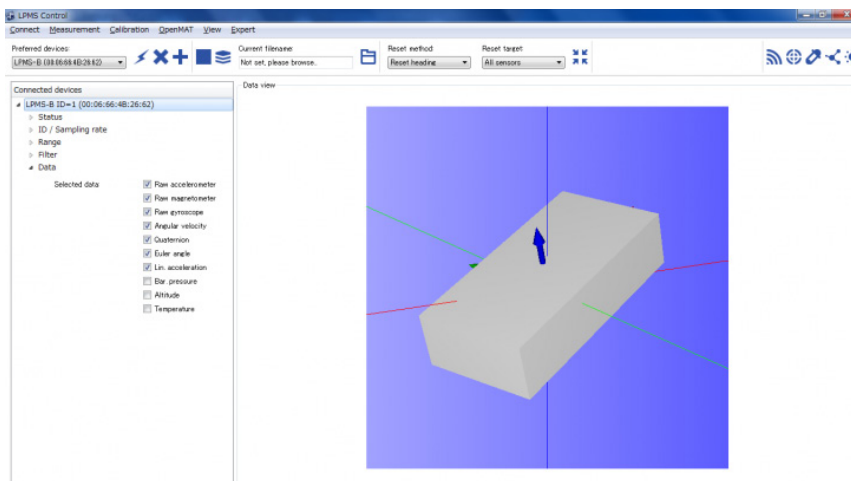 LPMS Control
Connect Measurement Calibration OpenMAT View Expert
Preferred devices:
LPMS-B (00:06:66:4B:26:62)
Current filename:
Not set, please browse..
Reset method:
Reset heading
Reset target:
All sensors
Connected devices
LPMS-B ID=1 (00:06:66:4B:26:62)
Status
ID / Sampling rate
Range
Filter
Data
Selected data
Raw accelerometer
Raw magnetometer
Raw gyroscope
Angular velocity
Quaternion
Euler angle
Lin. acceleration
Bar. pressure
Altitude
Temperature
Data view